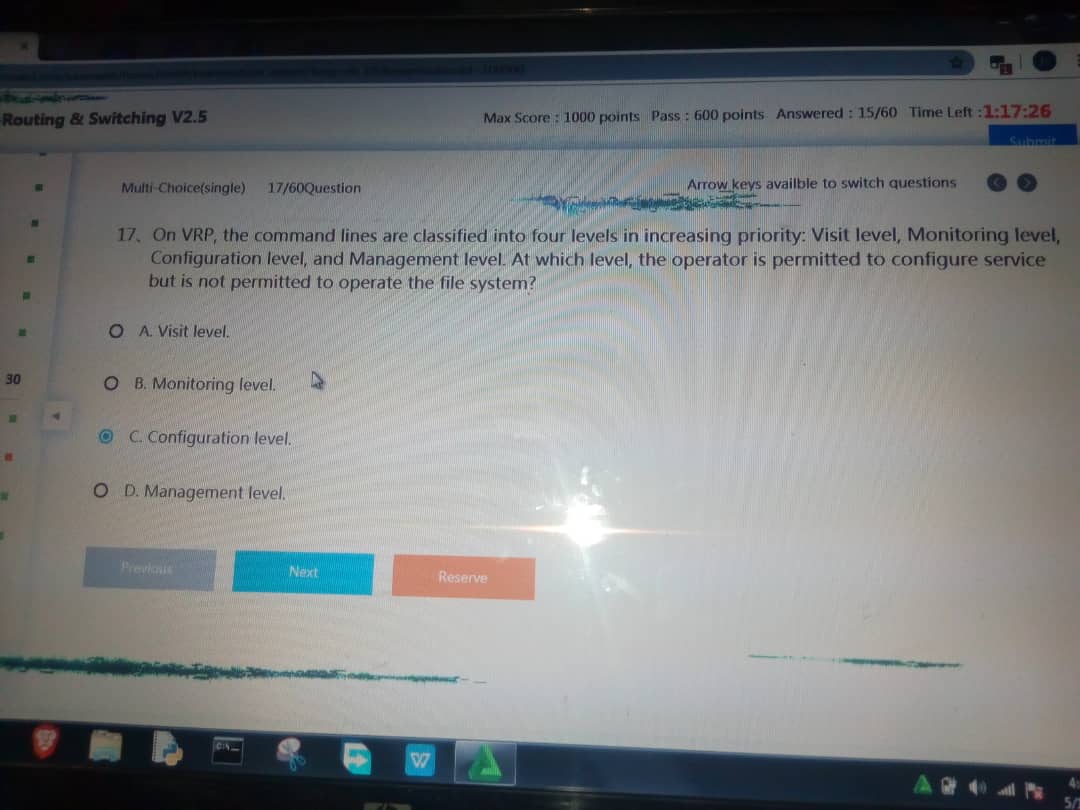 Routing & Switching V2.5
Max Score : 1000 points Pass : 600 points Answered : 15/60 Time Left :1:17:26
Submit
Multi-Choice(single) 17/60Question
Arrow keys availble to switch questions
17、 On VRP, the command lines are classified into four levels in increasing priority: Visit level, Monitoring level,
Configuration level, and Management level. At which level, the operator is permitted to configure service
but is not permitted to operate the file system?
A. Visit level.
30
B. Monitoring level.
C. Configuration level.
D. Management level.
Previous
Next
Reserve